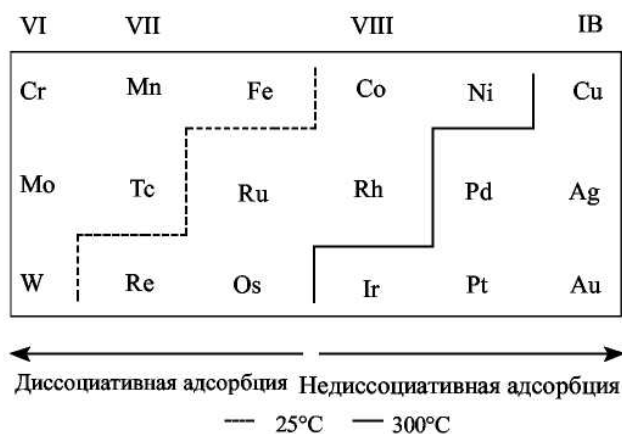 VI VII VIII IB
Cr Mn Fe Co Ni Cu
Mo Tc Ru Rh Pd Ag
W Re Os Ir Pt Au
Диссоциативная адсорбция Недиссоциативная адсорбция
25°C 300°C